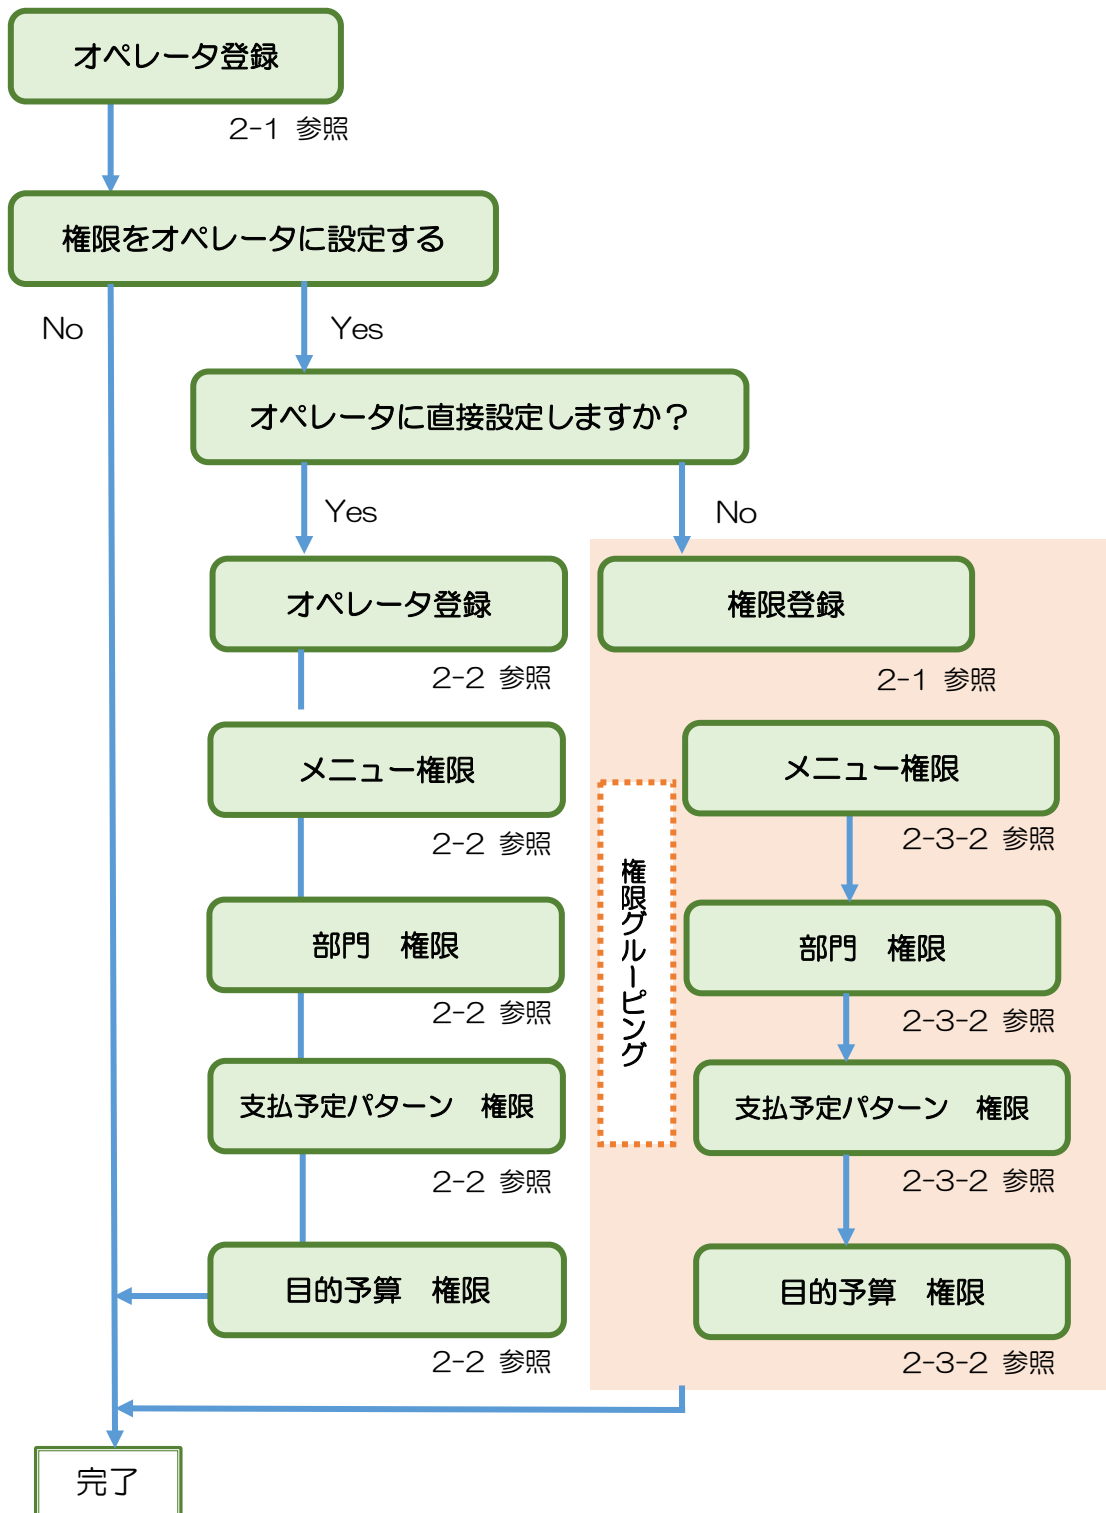 オペレータ登録
2-1 参照
権限をオペレータに設定する
No
Yes
オペレータに直接設定しますか？
Yes
No
オペレータ登録
2-2 参照
メニュー権限
2-2 参照
部門　権限
2-2 参照
支払予定パターン　権限
2-2 参照
目的予算　権限
2-2 参照
権限登録
2-1 参照
権限グルーピング
メニュー権限
2-3-2 参照
部門　権限
2-3-2 参照
支払予定パターン　権限
2-3-2 参照
目的予算　権限
2-3-2 参照
完了